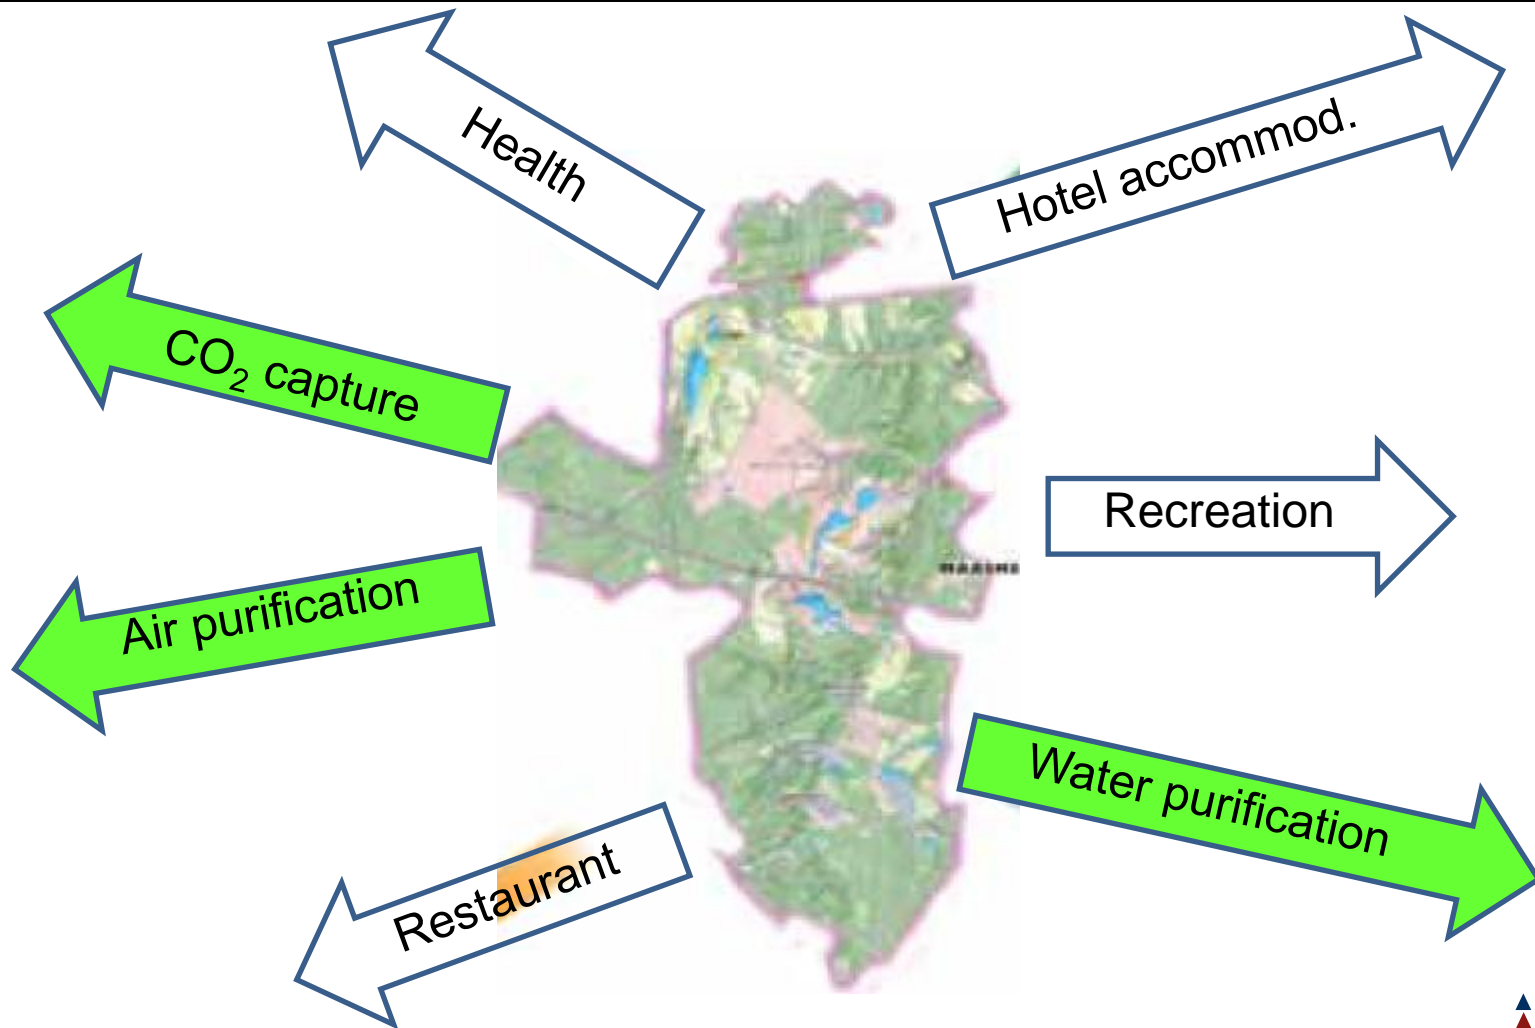 Health
Hotel accommod.
CO₂ capture
Recreation
Air purification
Water purification
Restaurant